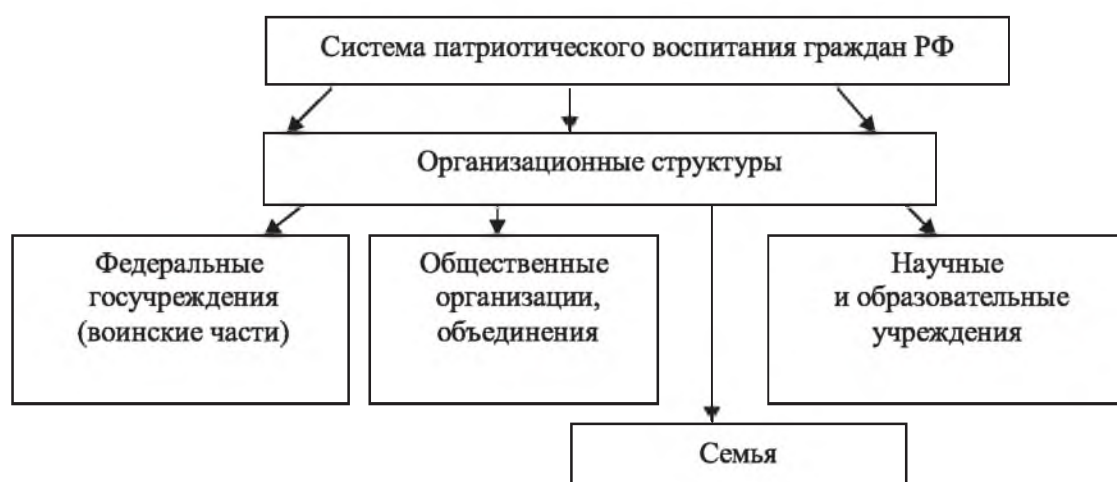 Система патриотического воспитания граждан РФ
Организационные структуры
Федеральные
госучреждения
(воинские части)
Общественные
организации,
объединения
Научные
и образовательные
учреждения
Семья